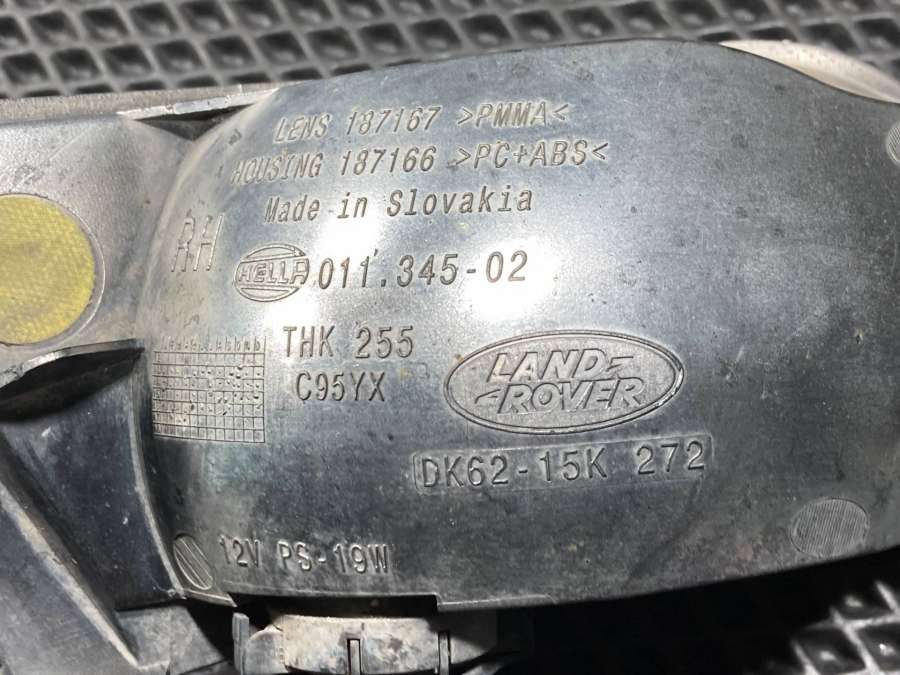 LENS 187167 >PMMA<
HOUSING 187166 >PC+ABS<
Made in Slovakia
RH
HELLA 011.345-02
THK 255
C95YX
LAND-
ROVER
DK62-15K 272
12V PS-19W